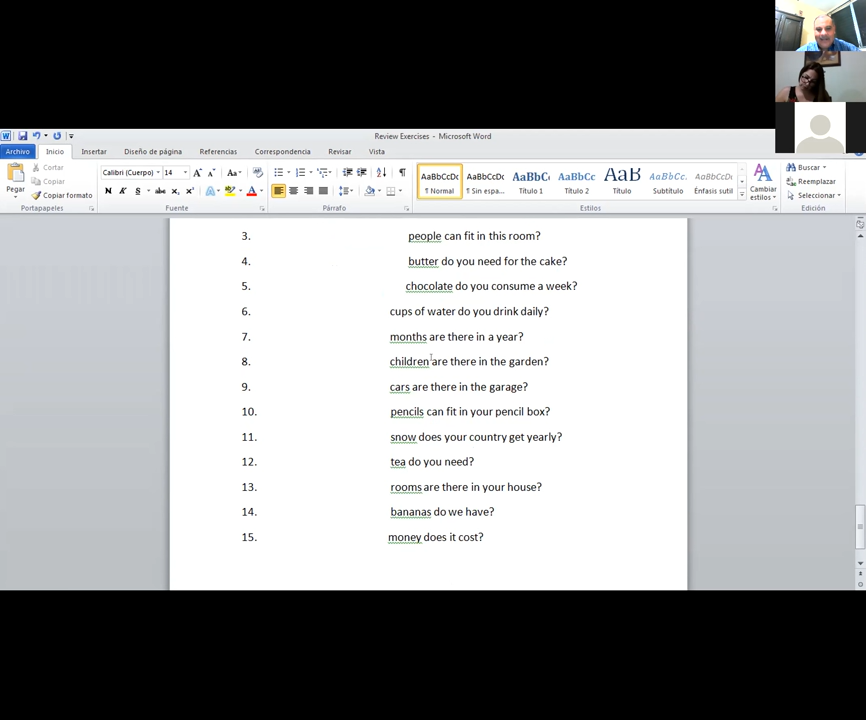 Review Exercises - Microsoft Word
Archivo Inicio Insertar Diseño de página Referencias Correspondencia Revisar Vista
Cortar
Copiar
Copiar formato
Pegar
Calibri (Cuerpo) 14
N K S abc
AaBbCcDc AaBbCcDc AaBbC AaBbCc AaB AaBbCc. AaBbCcDc
¶ Normal ¶ Sin espa... Título 1 Título 2 Título Subtítulo Énfasis sutil
Cambiar estilos
Buscar
Reemplazar
Seleccionar
Portapapeles Fuente Párrafo Estilos Edición
3. people can fit in this room?
4. butter do you need for the cake?
5. chocolate do you consume a week?
6. cups of water do you drink daily?
7. months are there in a year?
8. children are there in the garden?
9. cars are there in the garage?
10. pencils can fit in your pencil box?
11. snow does your country get yearly?
12. tea do you need?
13. rooms are there in your house?
14. bananas do we have?
15. money does it cost?